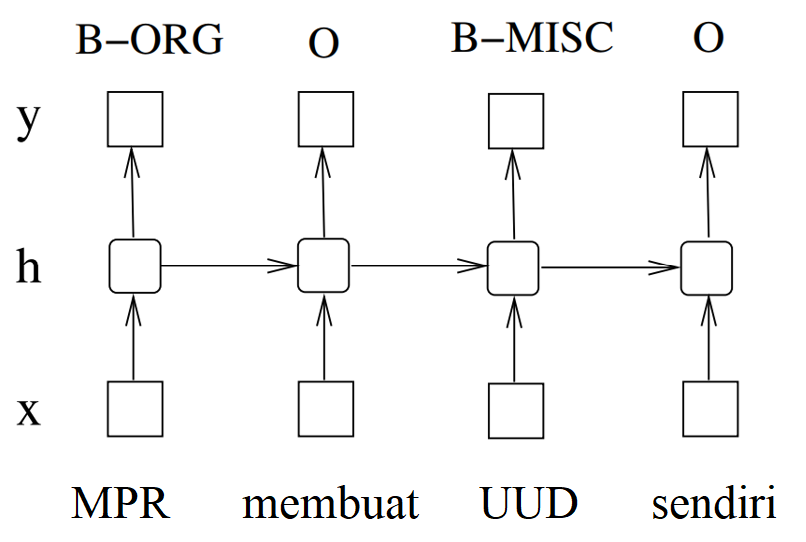 B–ORG O B–MISC O
y
h
x
MPR membuat UUD sendiri